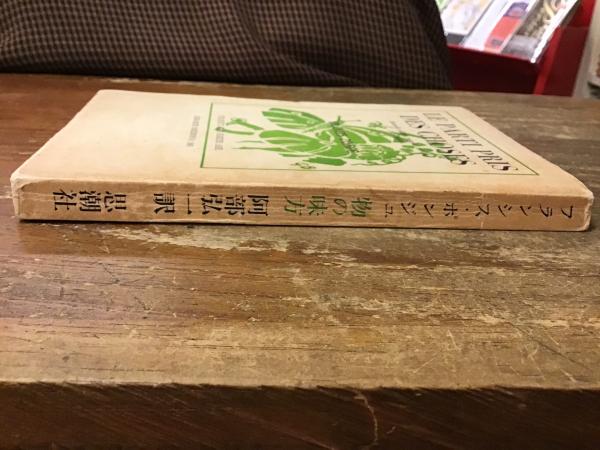 LE PARTI PRIS
DES CHOSES
フランシス・ポンジュ
物の味方
阿部弘一訳
思潮社